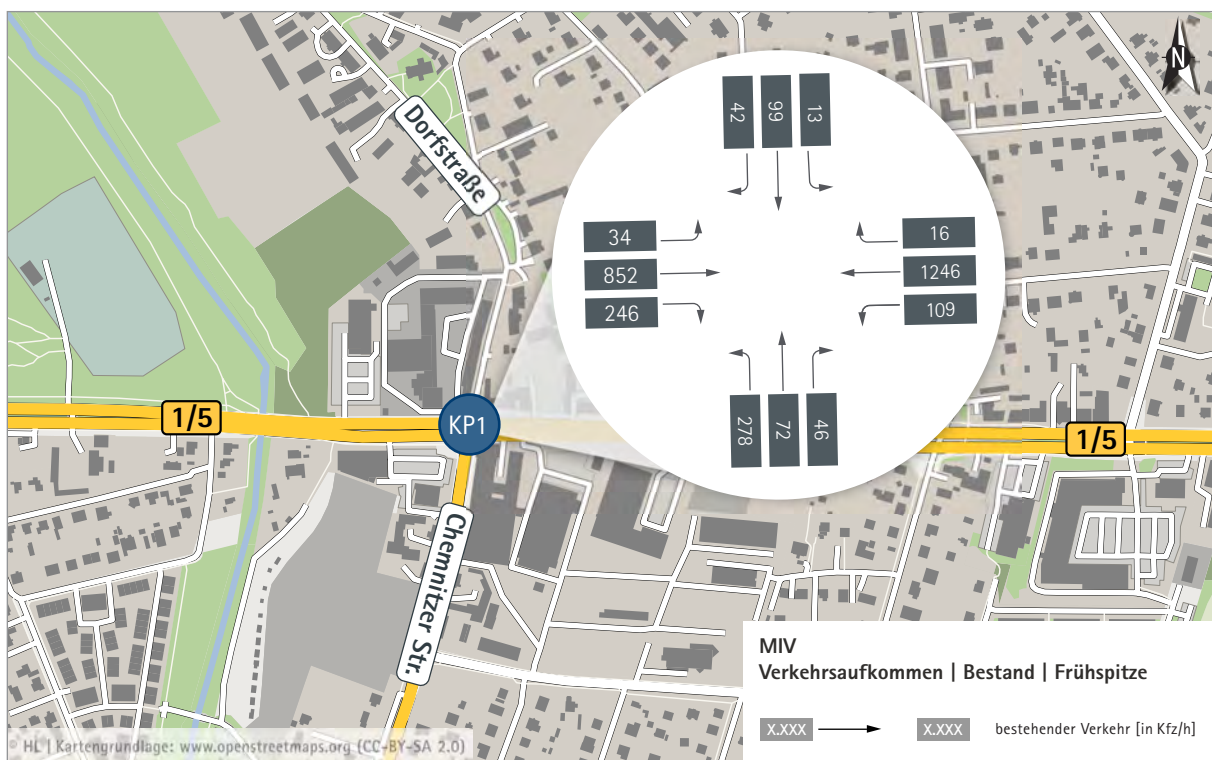 N
42
99
13
Dorfstraße
34
16
852
1246
246
109
1/5
KP1
1/5
278
72
46
Chemnitzer Str.
MIV
Verkehrsaufkommen | Bestand | Frühspitze
X.XXX X.XXX bestehender Verkehr [in Kfz/h]
© HL | Kartengrundlage: www.openstreetmaps.org (CC-BY-SA 2.0)